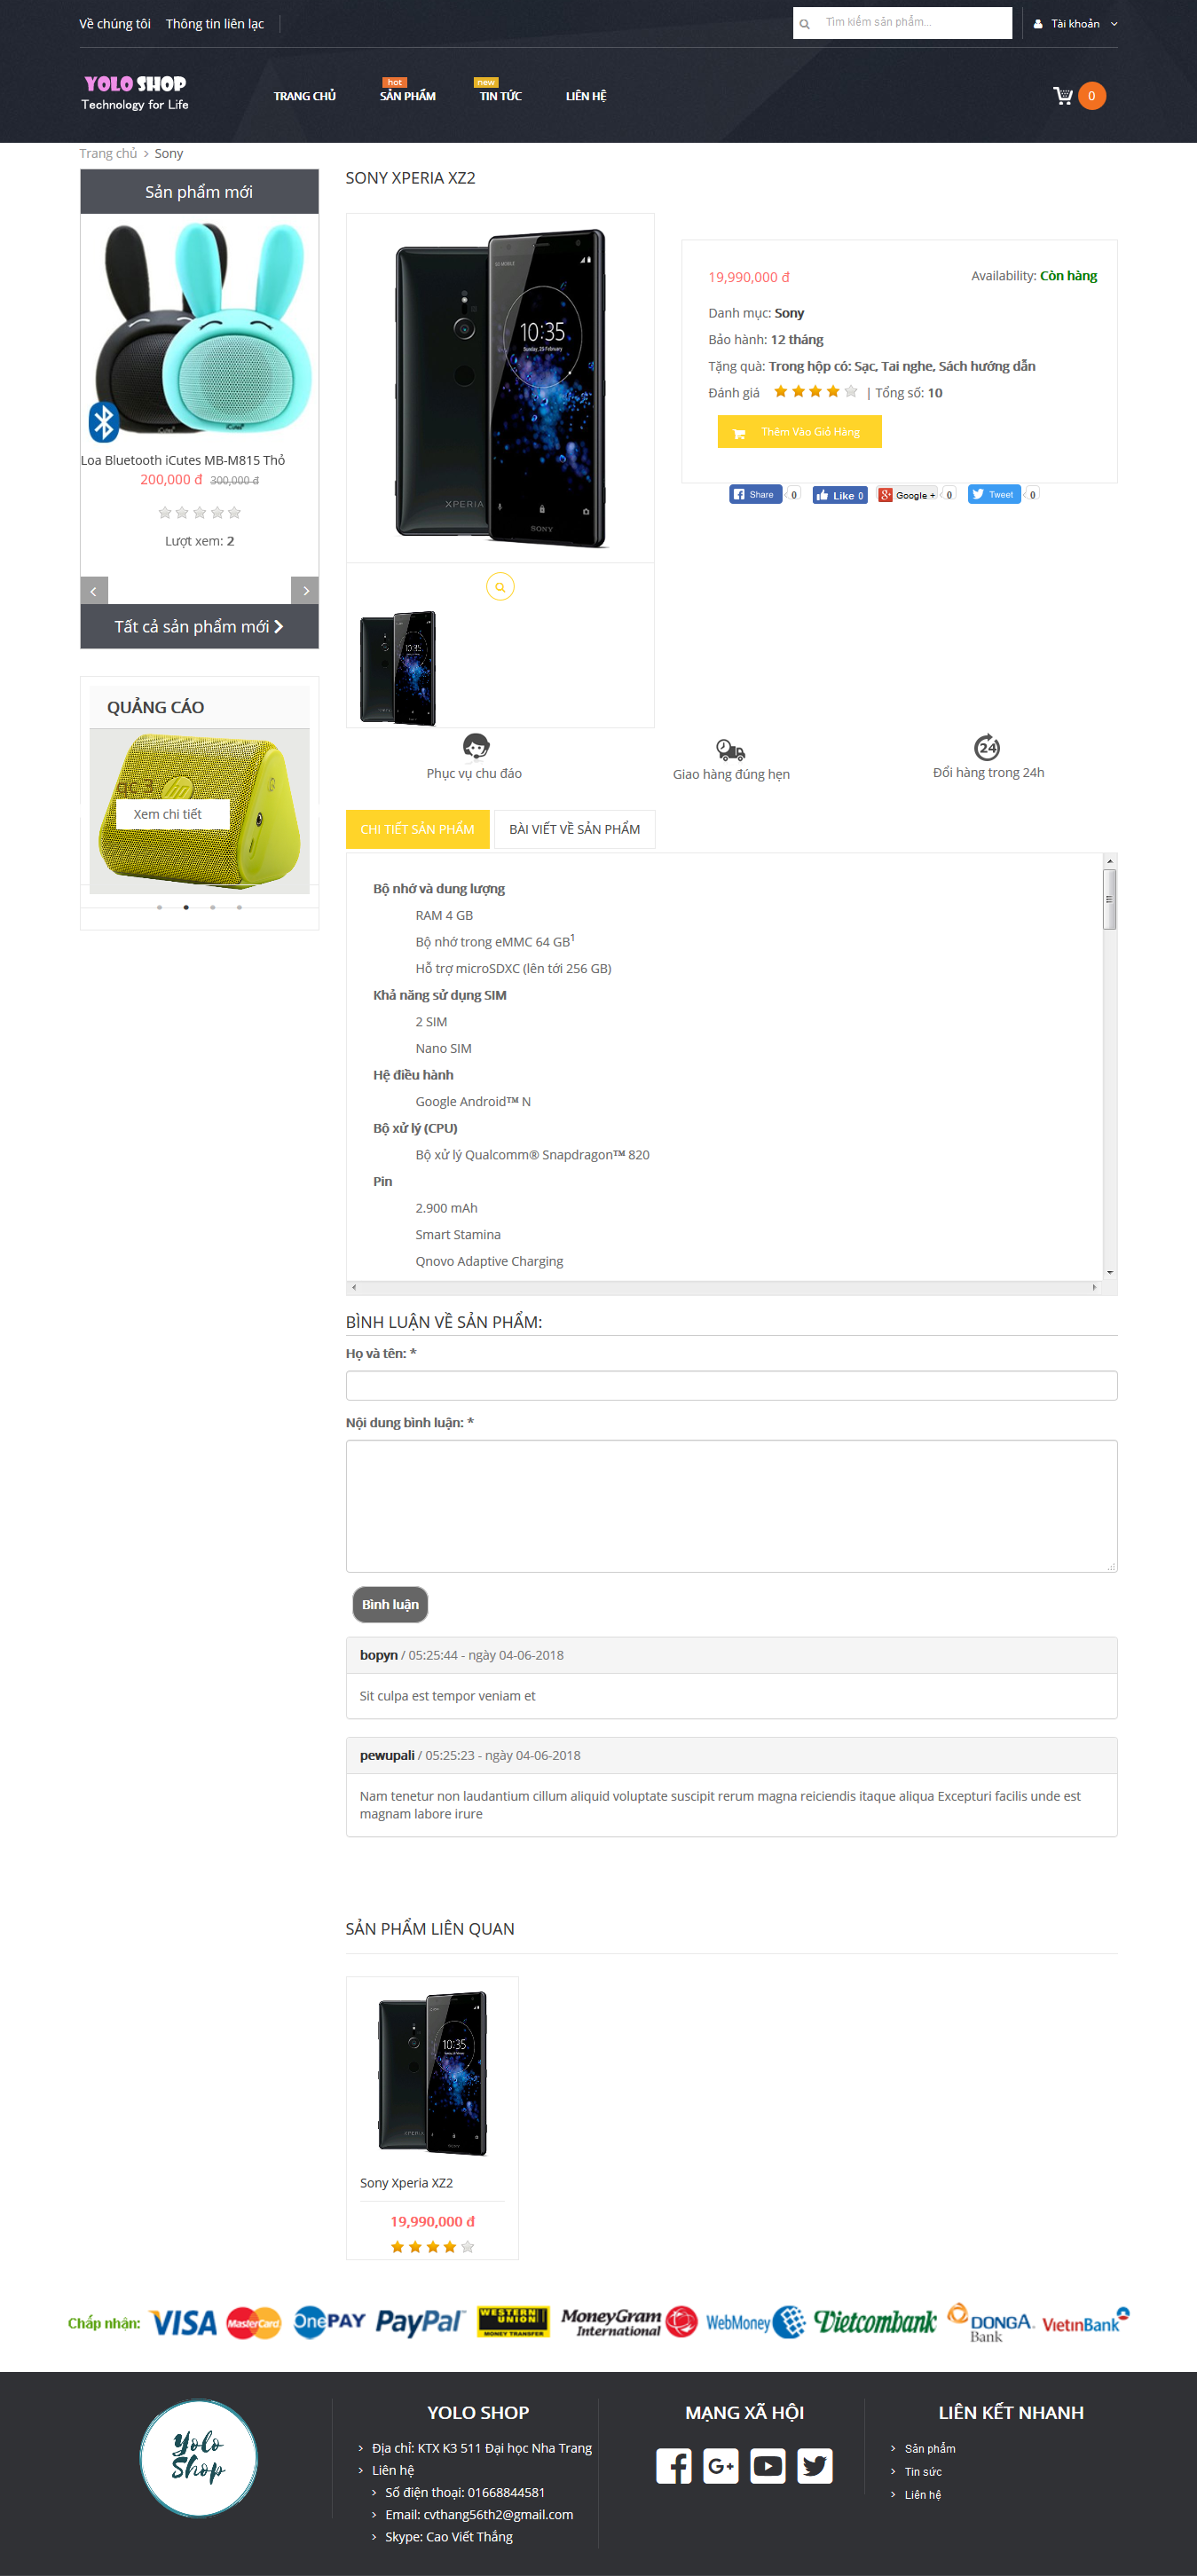 Về chúng tôi Thông tin liên lạc
Tìm kiếm sản phẩm...
Tài khoản
YOLO SHOP
Technology for Life
TRANG CHỦ
hot
SẢN PHẨM
new
TIN TỨC
LIÊN HỆ
0
Trang chủ > Sony
Sản phẩm mới
iCutes
iCutes
Loa Bluetooth iCutes MB-M815 Thỏ
200,000 đ 300,000 đ
Lượt xem: 2
Tất cả sản phẩm mới
QUẢNG CÁO
qc 3
hp
Xem chi tiết
SONY XPERIA XZ2
10:35
XPERIA
SONY
19,990,000 đ
Availability: Còn hàng
Danh mục: Sony
Bảo hành: 12 tháng
Tặng quà: Trong hộp có: Sạc, Tai nghe, Sách hướng dẫn
Đánh giá | Tổng số: 10
Thêm Vào Giỏ Hàng
Share 0
Like 0
Google + 0
Tweet 0
Phục vụ chu đáo
Giao hàng đúng hẹn
24
Đổi hàng trong 24h
CHI TIẾT SẢN PHẨM
BÀI VIẾT VỀ SẢN PHẨM
Bộ nhớ và dung lượng
RAM 4 GB
Bộ nhớ trong eMMC 64 GB1
Hỗ trợ microSDXC (lên tới 256 GB)
Khả năng sử dụng SIM
2 SIM
Nano SIM
Hệ điều hành
Google Android™ N
Bộ xử lý (CPU)
Bộ xử lý Qualcomm® Snapdragon™ 820
Pin
2.900 mAh
Smart Stamina
Qnovo Adaptive Charging
BÌNH LUẬN VỀ SẢN PHẨM:
Họ và tên: *
Nội dung bình luận: *
Bình luận
bopyn / 05:25:44 - ngày 04-06-2018
Sit culpa est tempor veniam et
pewupali / 05:25:23 - ngày 04-06-2018
Nam tenetur non laudantium cillum aliquid voluptate suscipit rerum magna reiciendis itaque aliqua Excepturi facilis unde est
magnam labore irure
SẢN PHẨM LIÊN QUAN
10:35
XPERIA
Sony Xperia XZ2
19,990,000 đ
Chấp nhận:
VISA
MasterCard
OnePAY
PayPal
WESTERN UNION
MONEY TRANSFER
MoneyGram
International
WebMoney
Vietcombank
DONGA
Bank
VietinBank
Yolo
Shop
YOLO SHOP
Địa chỉ: KTX K3 511 Đại học Nha Trang
Liên hệ
Số điện thoại: 01668844581
Email: cvthang56th2@gmail.com
Skype: Cao Viết Thắng
MẠNG XÃ HỘI
LIÊN KẾT NHANH
Sản phẩm
Tin sức
Liên hệ